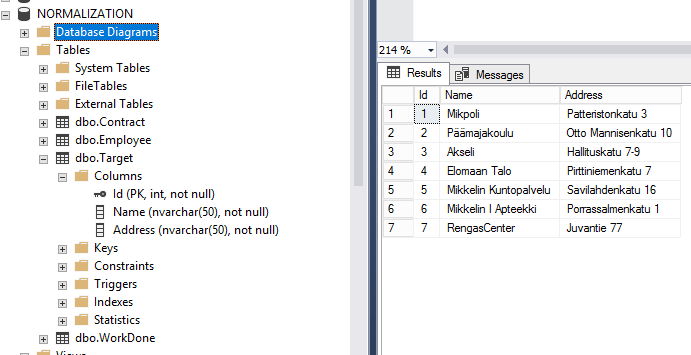 NORMALIZATION
Database Diagrams
Tables
System Tables
FileTables
External Tables
dbo.Contract
dbo.Employee
dbo.Target
Columns
Id (PK, int, not null)
Name (nvarchar(50), not null)
Address (nvarchar(50), not null)
Keys
Constraints
Triggers
Indexes
Statistics
dbo.WorkDone
Views
214 %
Results Messages
Id Name Address
1 1 Mikpoli Patteristonkatu 3
2 2 Päämajakoulu Otto Mannisenkatu 10
3 3 Akseli Hallituskatu 7-9
4 4 Elomaan Talo Pirttiniemenkatu 7
5 5 Mikkelin Kuntopalvelu Savilahdenkatu 16
6 6 Mikkelin I Apteekki Porrassalmenkatu 1
7 7 RengasCenter Juvantie 77